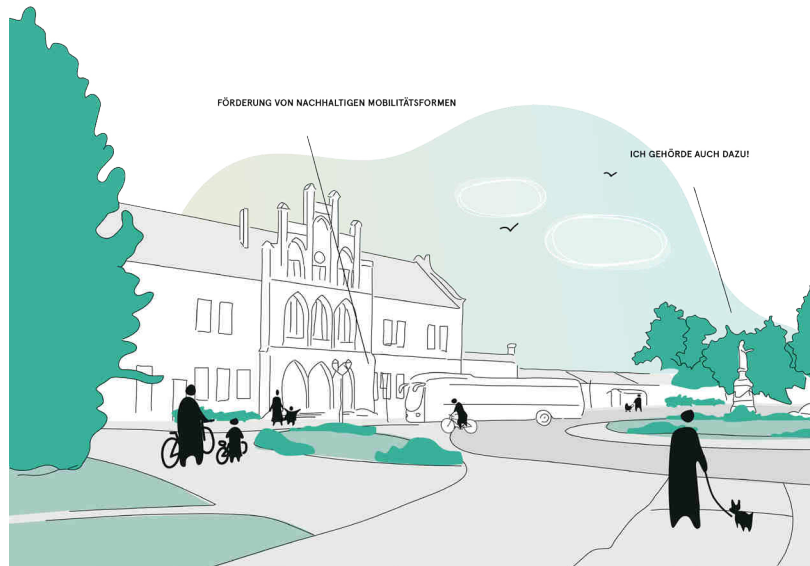 FÖRDERUNG VON NACHHALTIGEN MOBILITÄTSFORMEN
ICH GEHÖRDE AUCH DAZU!